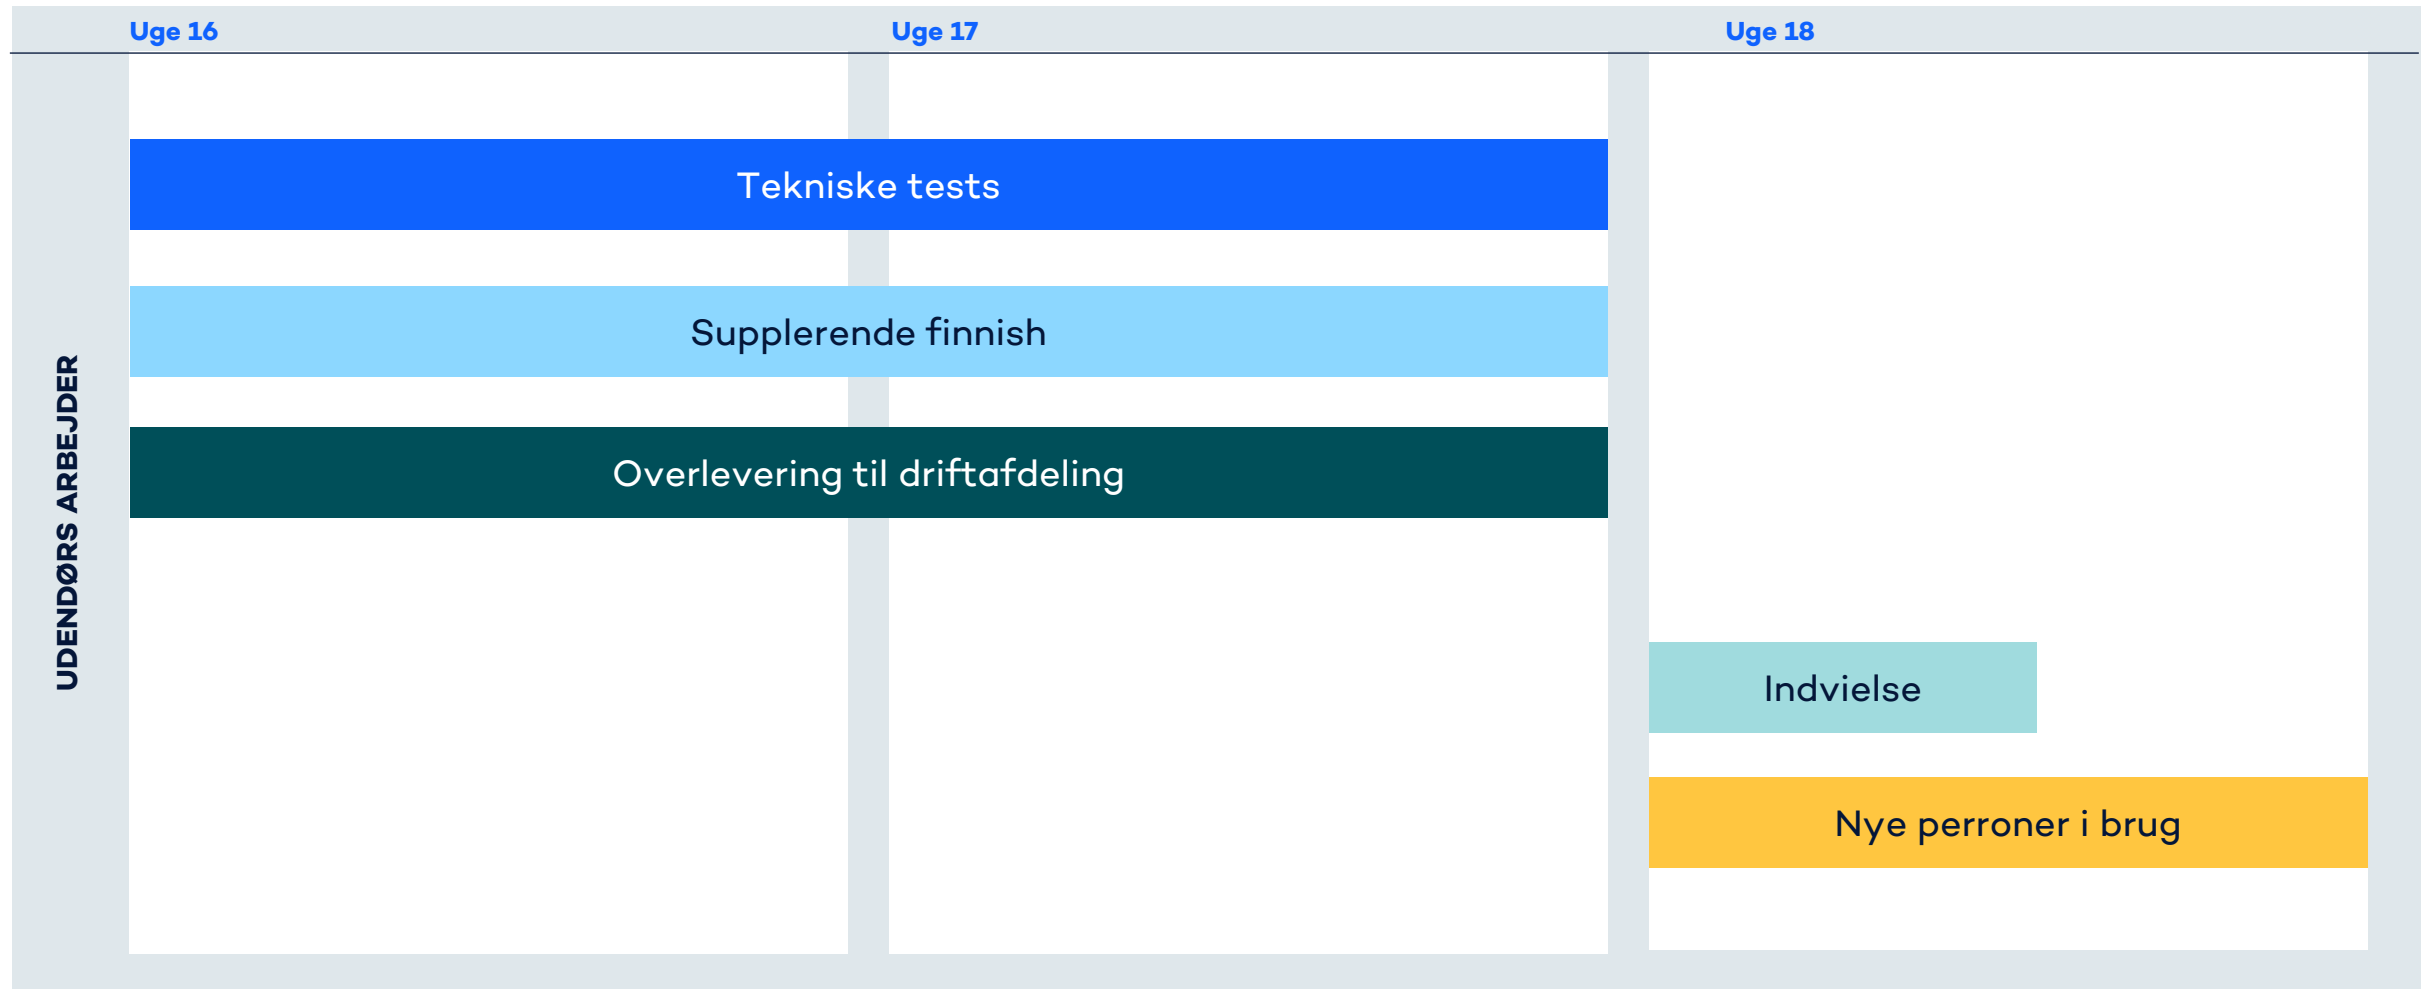 Uge 16
Uge 17
Uge 18
UDENDØRS ARBEJDER
Tekniske tests
Supplerende finnish
Overlevering til driftafdeling
Indvielse
Nye perroner i brug